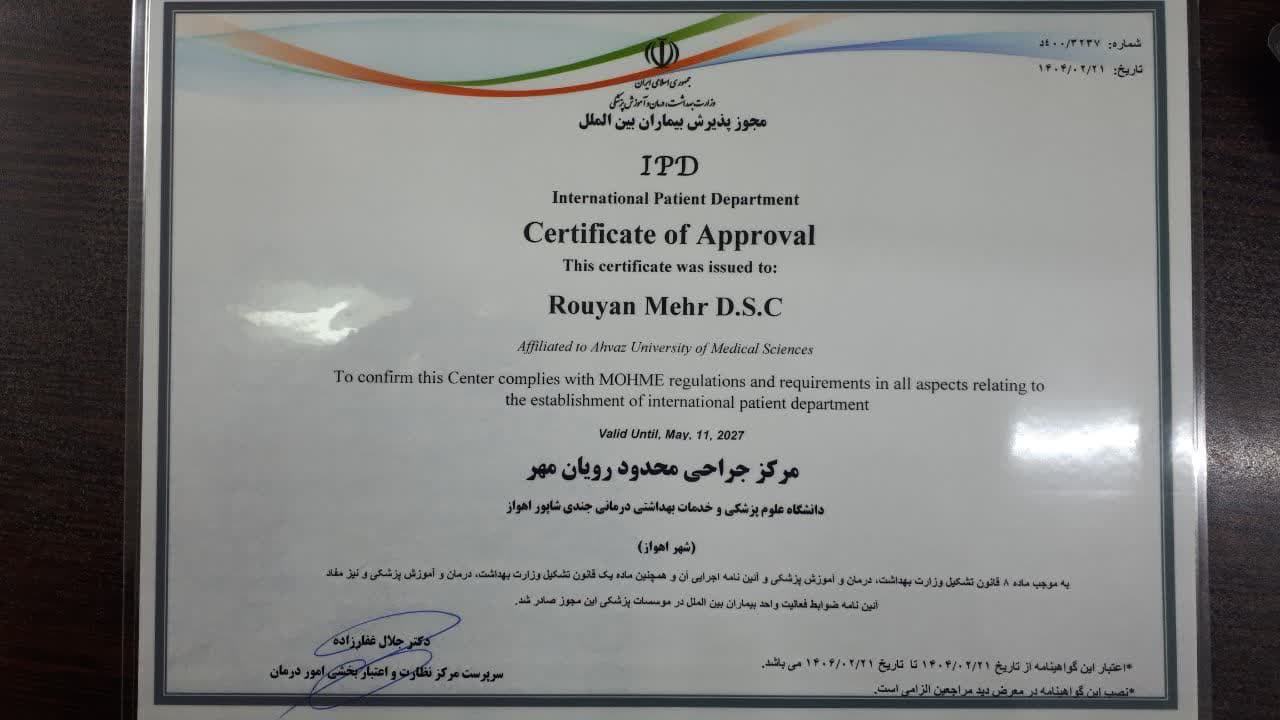 شماره: ۴۰۰/۳۲۳۷د
تاریخ: ۱۴۰۴/۰۲/۲۱
جمهوری اسلامی ایران
وزارت بهداشت، درمان و آموزش پزشکی
مجوز پذیرش بیماران بین الملل
IPD
International Patient Department
Certificate of Approval
This certificate was issued to:
Rouyan Mehr D.S.C
Affiliated to Ahvaz University of Medical Sciences
To confirm this Center complies with MOHME regulations and requirements in all aspects relating to
the establishment of international patient department
Valid Until, May, 11, 2027
مرکز جراحی محدود رویان مهر
دانشگاه علوم پزشکی و خدمات بهداشتی درمانی جندی شاپور اهواز
(شهر اهواز)
به موجب ماده ۸ قانون تشکیل وزارت بهداشت، درمان و آموزش پزشکی و آئین نامه اجرایی آن و همچنین ماده یک قانون تشکیل وزارت بهداشت، درمان و آموزش پزشکی و نیز مفاد
آئین نامه ضوابط فعالیت واحد بیماران بین الملل در موسسات پزشکی این مجوز صادر شد.
دکتر جلال غفارزاده
سرپرست مرکز نظارت و اعتباربخشی امور درمان
*اعتبار این گواهینامه از تاریخ ۱۴۰۴/۰۲/۲۱ تا تاریخ ۱۴۰۶/۰۲/۲۱ می باشد.
*نصب این گواهینامه در معرض دید مراجعین الزامی است.